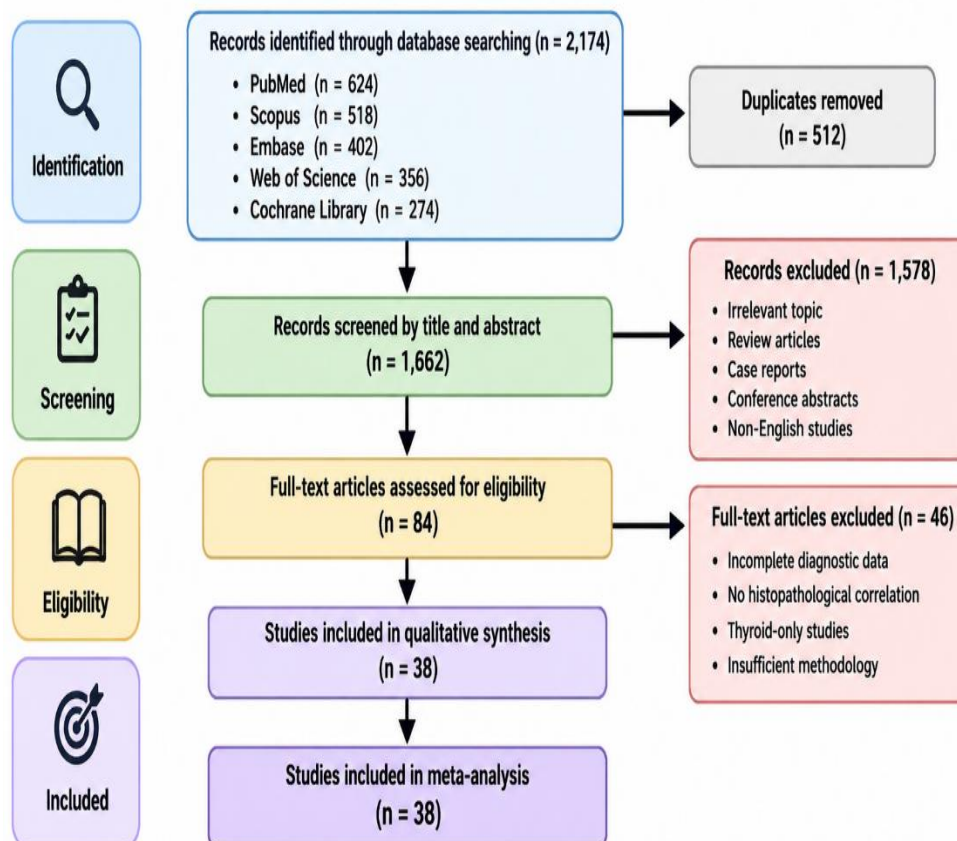 Identification
Records identified through database searching (n = 2,174)
• PubMed (n = 624)
• Scopus (n = 518)
• Embase (n = 402)
• Web of Science (n = 356)
• Cochrane Library (n = 274)
Duplicates removed
(n = 512)
Screening
Records screened by title and abstract
(n = 1,662)
Records excluded (n = 1,578)
• Irrelevant topic
• Review articles
• Case reports
• Conference abstracts
• Non-English studies
Eligibility
Full-text articles assessed for eligibility
(n = 84)
Full-text articles excluded (n = 46)
• Incomplete diagnostic data
• No histopathological correlation
• Thyroid-only studies
• Insufficient methodology
Included
Studies included in qualitative synthesis
(n = 38)
Studies included in meta-analysis
(n = 38)